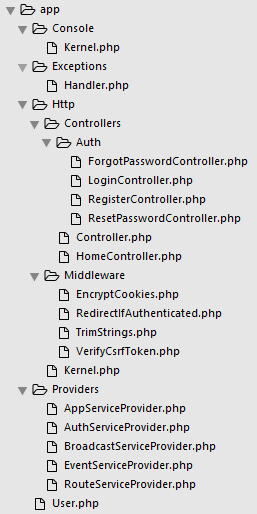 app
Console
Kernel.php
Exceptions
Handler.php
Http
Controllers
Auth
ForgotPasswordController.php
LoginController.php
RegisterController.php
ResetPasswordController.php
Controller.php
HomeController.php
Middleware
EncryptCookies.php
RedirectIfAuthenticated.php
TrimStrings.php
VerifyCsrfToken.php
Kernel.php
Providers
AppServiceProvider.php
AuthServiceProvider.php
BroadcastServiceProvider.php
EventServiceProvider.php
RouteServiceProvider.php
User.php